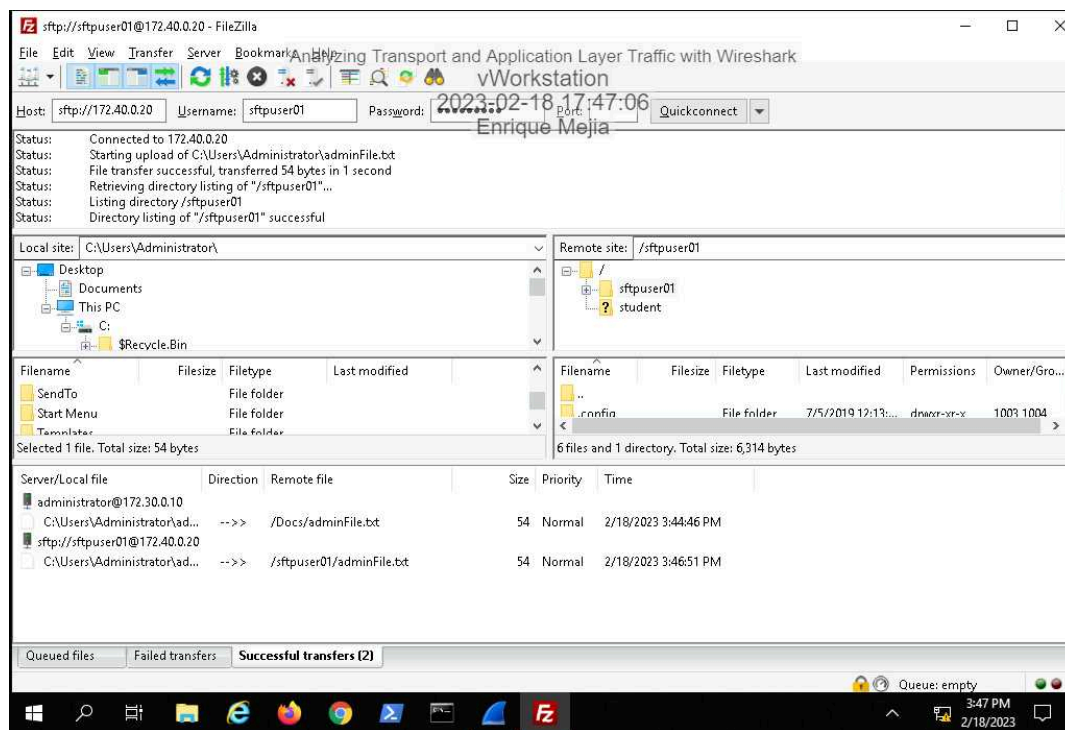 sftp://sftpuser01@172.40.0.20 - FileZilla
File Edit View Transfer Server Bookmarks Help
Analyzing Transport and Application Layer Traffic with Wireshark
vWorkstation
2023-02-18 17:47:06
Enrique Mejia
Host: sftp://172.40.0.20 Username: sftpuser01 Password: Port: Quickconnect
Status: Connected to 172.40.0.20
Status: Starting upload of C:\Users\Administrator\adminFile.txt
Status: File transfer successful, transferred 54 bytes in 1 second
Status: Retrieving directory listing of "/sftpuser01"...
Status: Listing directory /sftpuser01
Status: Directory listing of "/sftpuser01" successful
Local site: C:\Users\Administrator\
Desktop
Documents
This PC
C:
$Recycle.Bin
Remote site: /sftpuser01
/
sftpuser01
? student
Filename Filesize Filetype Last modified
SendTo File folder
Start Menu File folder
Templates File folder
Selected 1 file. Total size: 54 bytes
Filename Filesize Filetype Last modified Permissions Owner/Gro...
..
.config File folder 7/5/2019 12:13:... drwxr-xr-x 1003 1004
6 files and 1 directory. Total size: 6,314 bytes
Server/Local file Direction Remote file Size Priority Time
administrator@172.30.0.10
C:\Users\Administrator\ad... -->> /Docs/adminFile.txt 54 Normal 2/18/2023 3:44:46 PM
sftp://sftpuser01@172.40.0.20
C:\Users\Administrator\ad... -->> /sftpuser01/adminFile.txt 54 Normal 2/18/2023 3:46:51 PM
Queued files Failed transfers Successful transfers (2)
Queue: empty
3:47 PM
2/18/2023